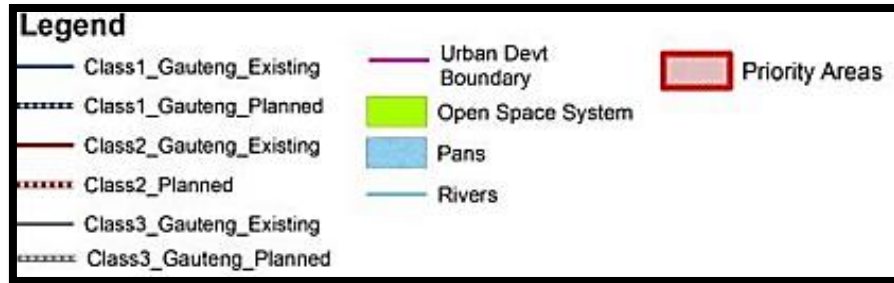 Legend
Class1_Gauteng_Existing
Class1_Gauteng_Planned
Class2_Gauteng_Existing
Class2_Planned
Class3_Gauteng_Existing
Class3_Gauteng_Planned
Urban Devt
Boundary
Open Space System
Pans
Rivers
Priority Areas